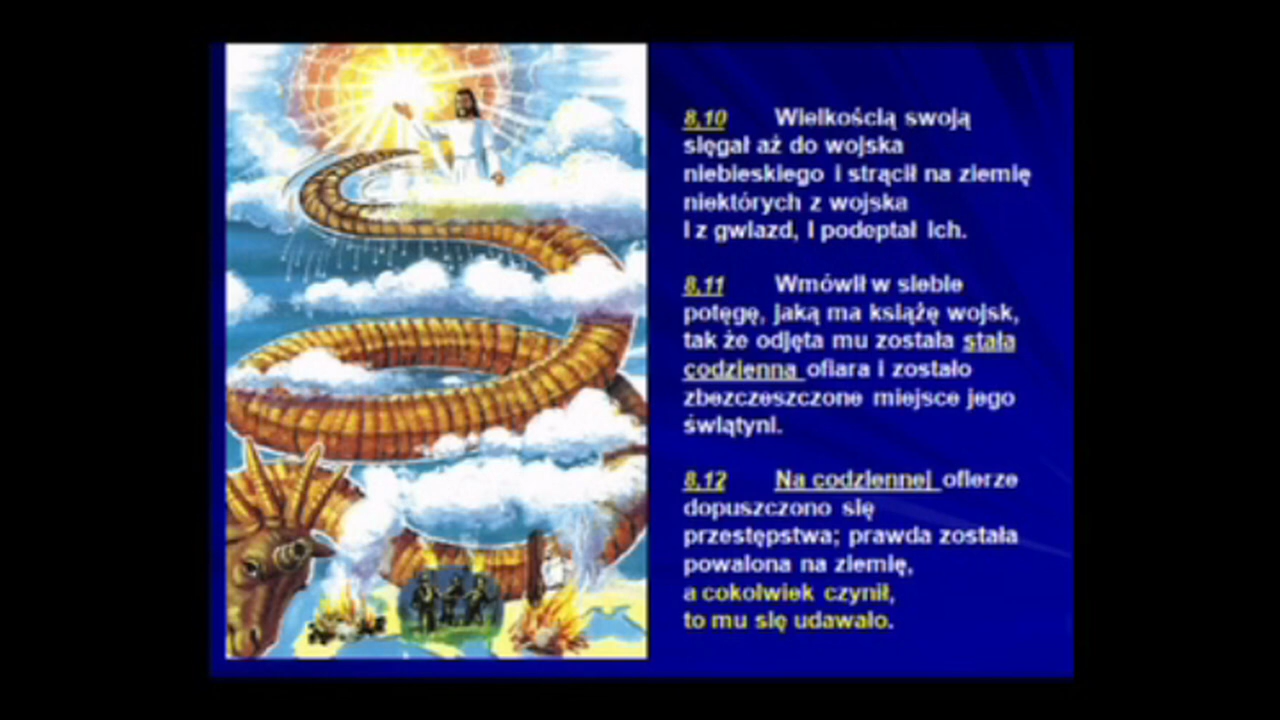 8,10 Wielkością swoją
sięgał aż do wojska
niebieskiego i strącił na ziemię
niektórych z wojska
i z gwiazd, i podeptał ich.
8,11 Wmówił w siebie
potęgę, jaką ma książę wojsk,
tak że odjęta mu została stała
codzienna ofiara i zostało
zbezczeszczone miejsce jego
świątyni.
8,12 Na codziennej ofierze
dopuszczono się
przestępstwa; prawda została
powalona na ziemię,
a cokolwiek czynił,
to mu się udawało.